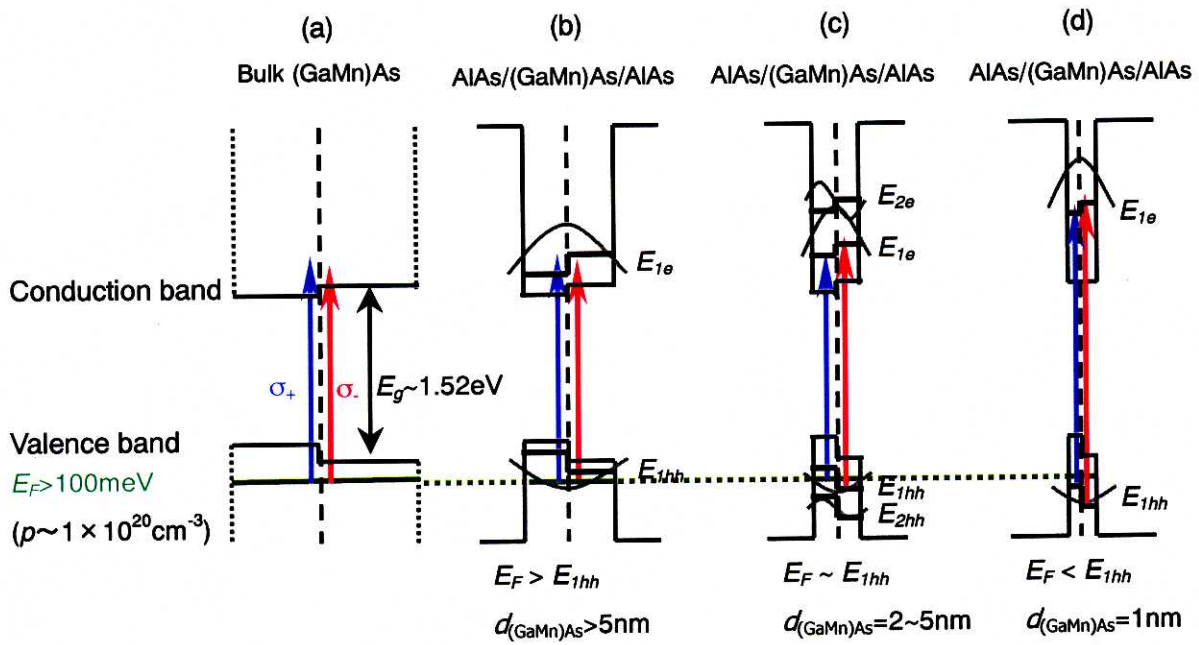 (a) (b) (c) (d)
Bulk (GaMn)As AlAs/(GaMn)As/AlAs AlAs/(GaMn)As/AlAs AlAs/(GaMn)As/AlAs
E2e
E1e
E1e
E1e
Conduction band
σ+ σ- Eg~1.52eV
Valence band
EF>100meV
E1hh
E1hh
E2hh
E1hh
(p~1×10²⁰cm⁻³)
EF > E1hh EF ~ E1hh EF < E1hh
d(GaMn)As>5nm d(GaMn)As=2~5nm d(GaMn)As=1nm